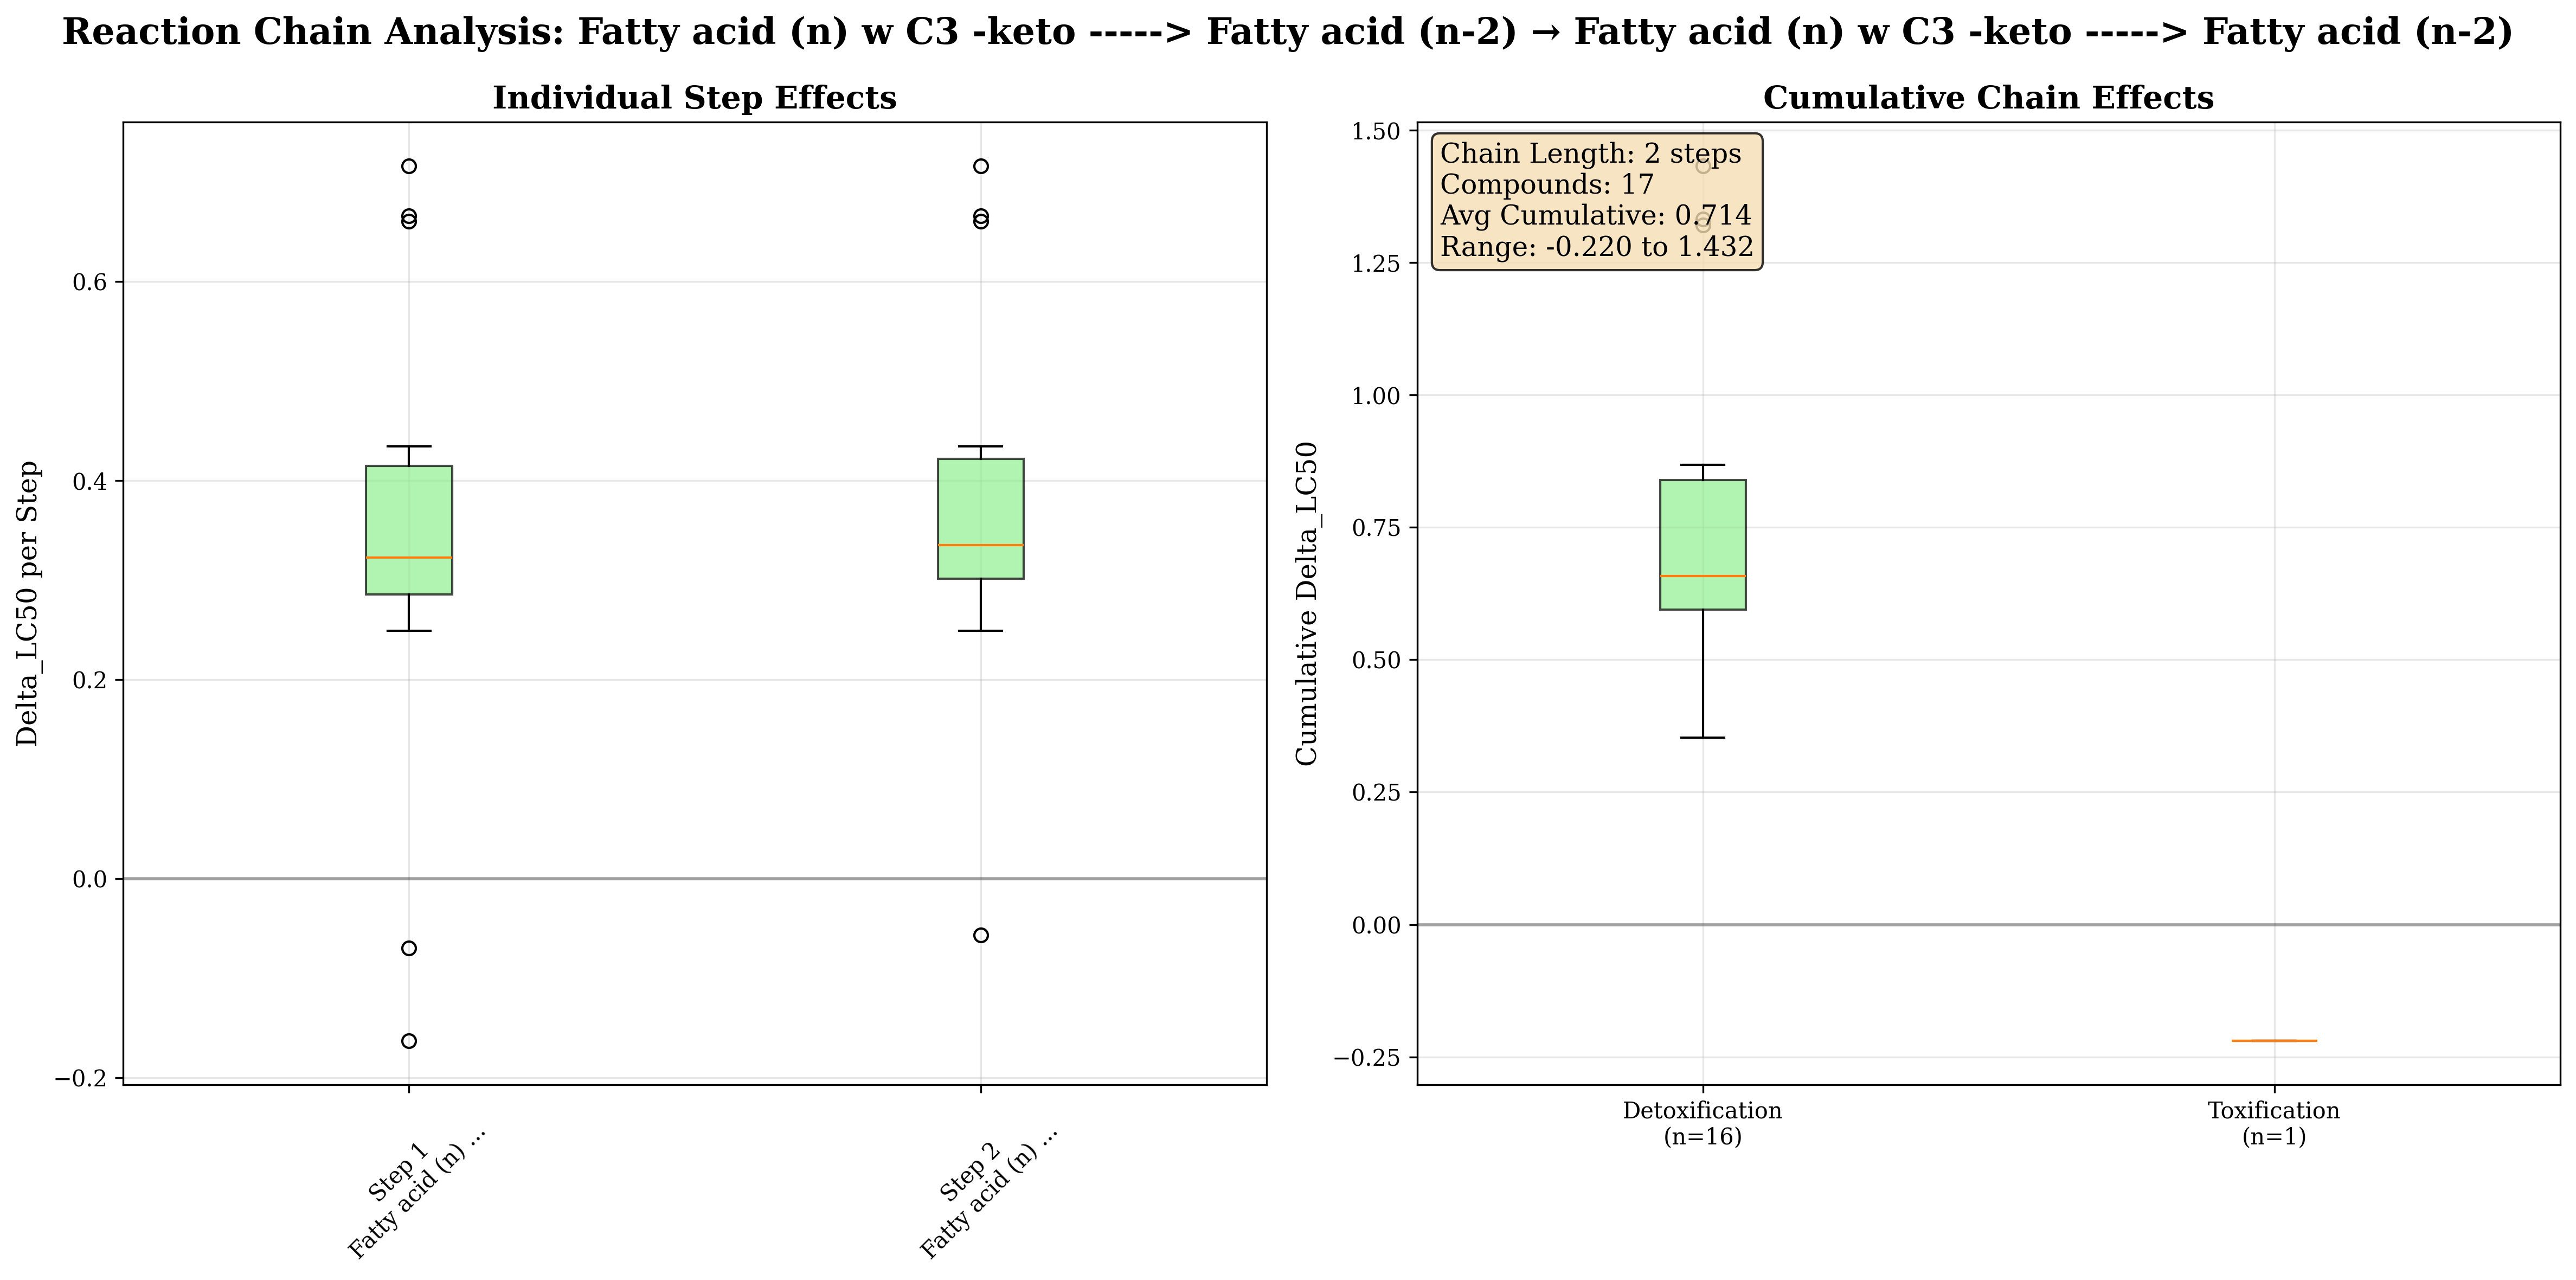 Reaction Chain Analysis: Fatty acid (n) w C3 -keto -----> Fatty acid (n-2) → Fatty acid (n) w C3 -keto -----> Fatty acid (n-2)
Individual Step Effects
Delta_LC50 per Step
0.6
0.4
0.2
0.0
−0.2
Step 1
Fatty acid (n) ...
Step 2
Fatty acid (n) ...
Cumulative Chain Effects
Cumulative Delta_LC50
1.50
1.25
1.00
0.75
0.50
0.25
0.00
−0.25
Chain Length: 2 steps
Compounds: 17
Avg Cumulative: 0.714
Range: -0.220 to 1.432
Detoxification
(n=16)
Toxification
(n=1)